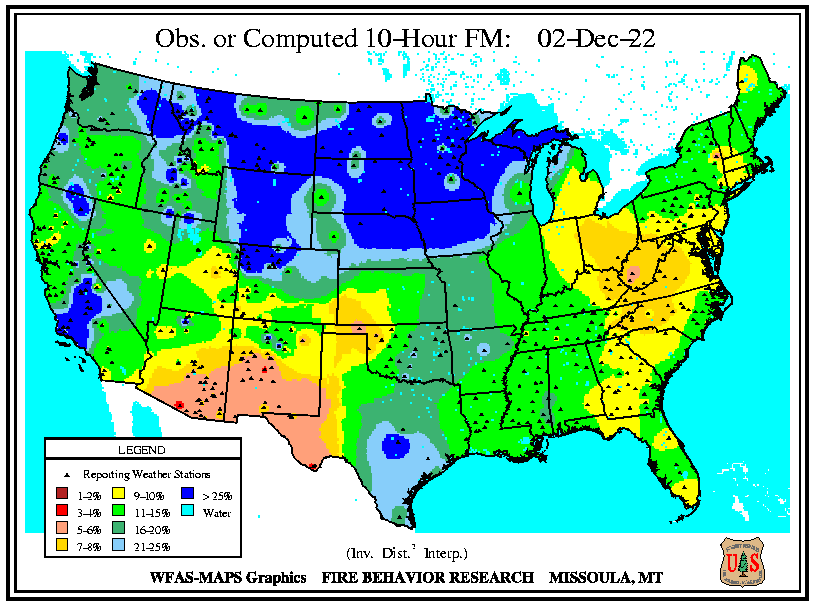 Obs. or Computed 10-Hour FM: 02-Dec-22
LEGEND
Reporting Weather Stations
1-2% 9-10% > 25%
3-4% 11-15% Water
5-6% 16-20%
7-8% 21-25%
(Inv. Dist.² Interp.)
WFAS-MAPS Graphics FIRE BEHAVIOR RESEARCH MISSOULA, MT
U S